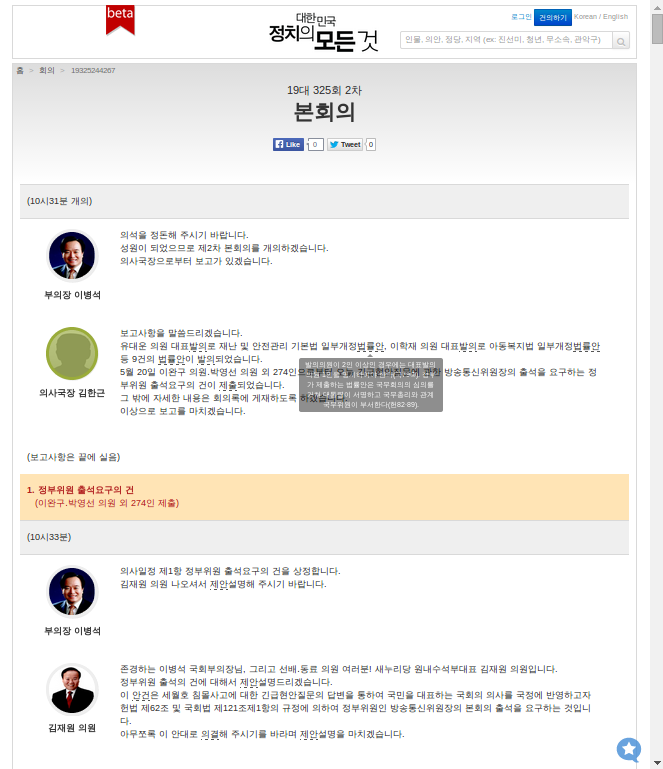 beta
대한민국
정치의 모든 것
로그인 건의하기 Korean / English
인물, 의안, 정당, 지역 (ex: 진선미, 청년, 무소속, 관악구)
홈 > 회의 > 19325244267
19대 325회 2차
본회의
Like 0 Tweet 0
(10시31분 개의)
의석을 정돈해 주시기 바랍니다.
성원이 되었으므로 제2차 본회의를 개의하겠습니다.
의사국장으로부터 보고가 있겠습니다.
부의장 이병석
보고사항을 말씀드리겠습니다.
유대운 의원 대표발의로 재난 및 안전관리 기본법 일부개정법률안, 이학재 의원 대표발의로 아동복지법 일부개정법률안
등 9건의 법률안이 발의되었습니다.
5월 20일 이완구 의원.박영선 의원 외 274인으로부터
방송통신위원장의 출석을 요구하는 정
부위원 출석요구의 건이 제출되었습니다.
그 밖에 자세한 내용은 회의록에 게재하도록 하겠습니다.
이상으로 보고를 마치겠습니다.
발의의원이 2인 이상인 경우에는 대표발의
가 제출하는 법률안은 국무회의의 심의를
서명하고 국무총리와 관계
국무위원이 부서한다(헌82·89).
의사국장 김한근
(보고사항은 끝에 실음)
1. 정부위원 출석요구의 건
(이완구.박영선 의원 외 274인 제출)
(10시33분)
의사일정 제1항 정부위원 출석요구의 건을 상정합니다.
김재원 의원 나오셔서 제안설명해 주시기 바랍니다.
부의장 이병석
존경하는 이병석 국회부의장님, 그리고 선배.동료 의원 여러분! 새누리당 원내수석부대표 김재원 의원입니다.
정부위원 출석의 건에 대해서 제안설명드리겠습니다.
이 안건은 세월호 침몰사고에 대한 긴급현안질문의 답변을 통하여 국민을 대표하는 국회의 의사를 국정에 반영하고자
헌법 제62조 및 국회법 제121조제1항의 규정에 의하여 정부위원인 방송통신위원장의 본회의 출석을 요구하는 것입니
다.
아무쪼록 이 안대로 의결해 주시기를 바라며 제안설명을 마치겠습니다.
김재원 의원